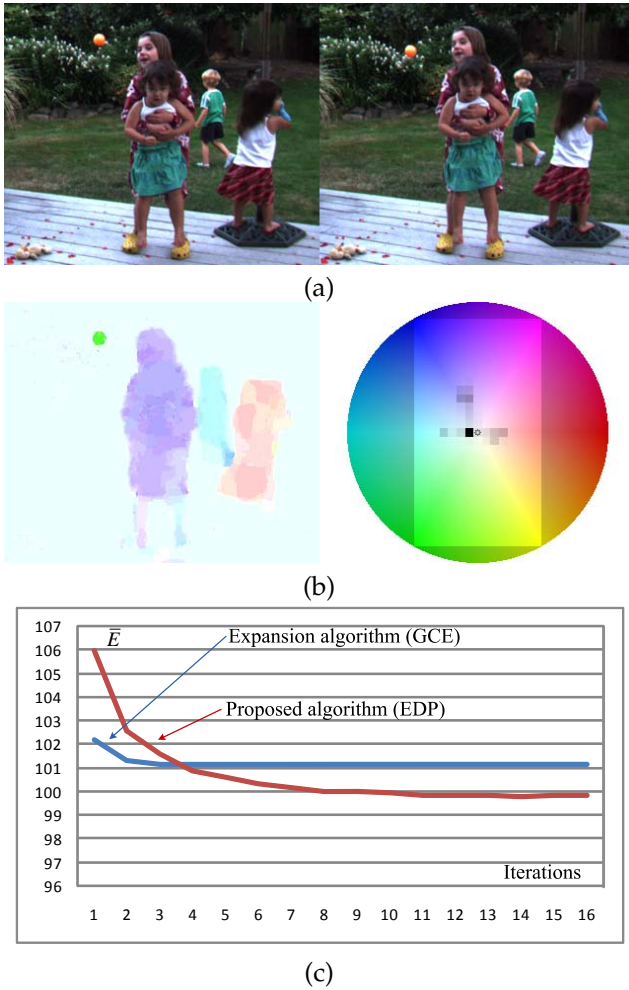 (a)
(b)
107
106
105
104
103
102
101
100
99
98
97
96
E̅
Expansion algorithm (GCE)
Proposed algorithm (EDP)
Iterations
1 2 3 4 5 6 7 8 9 10 11 12 13 14 15 16
(c)